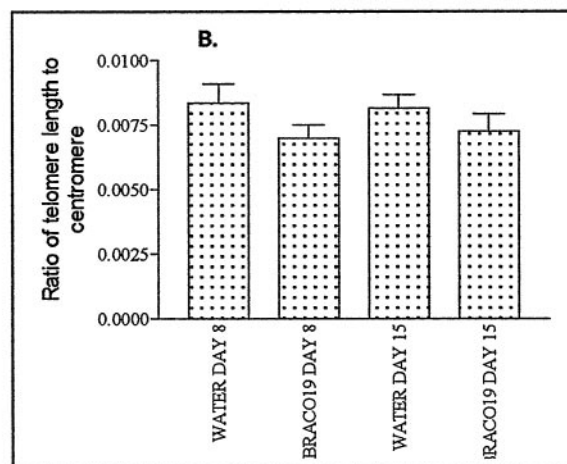 B.
Ratio of telomere length to
centromere
0.0100
0.0075
0.0050
0.0025
0.0000
WATER DAY 8
BRACO19 DAY 8
WATER DAY 15
BRACO19 DAY 15